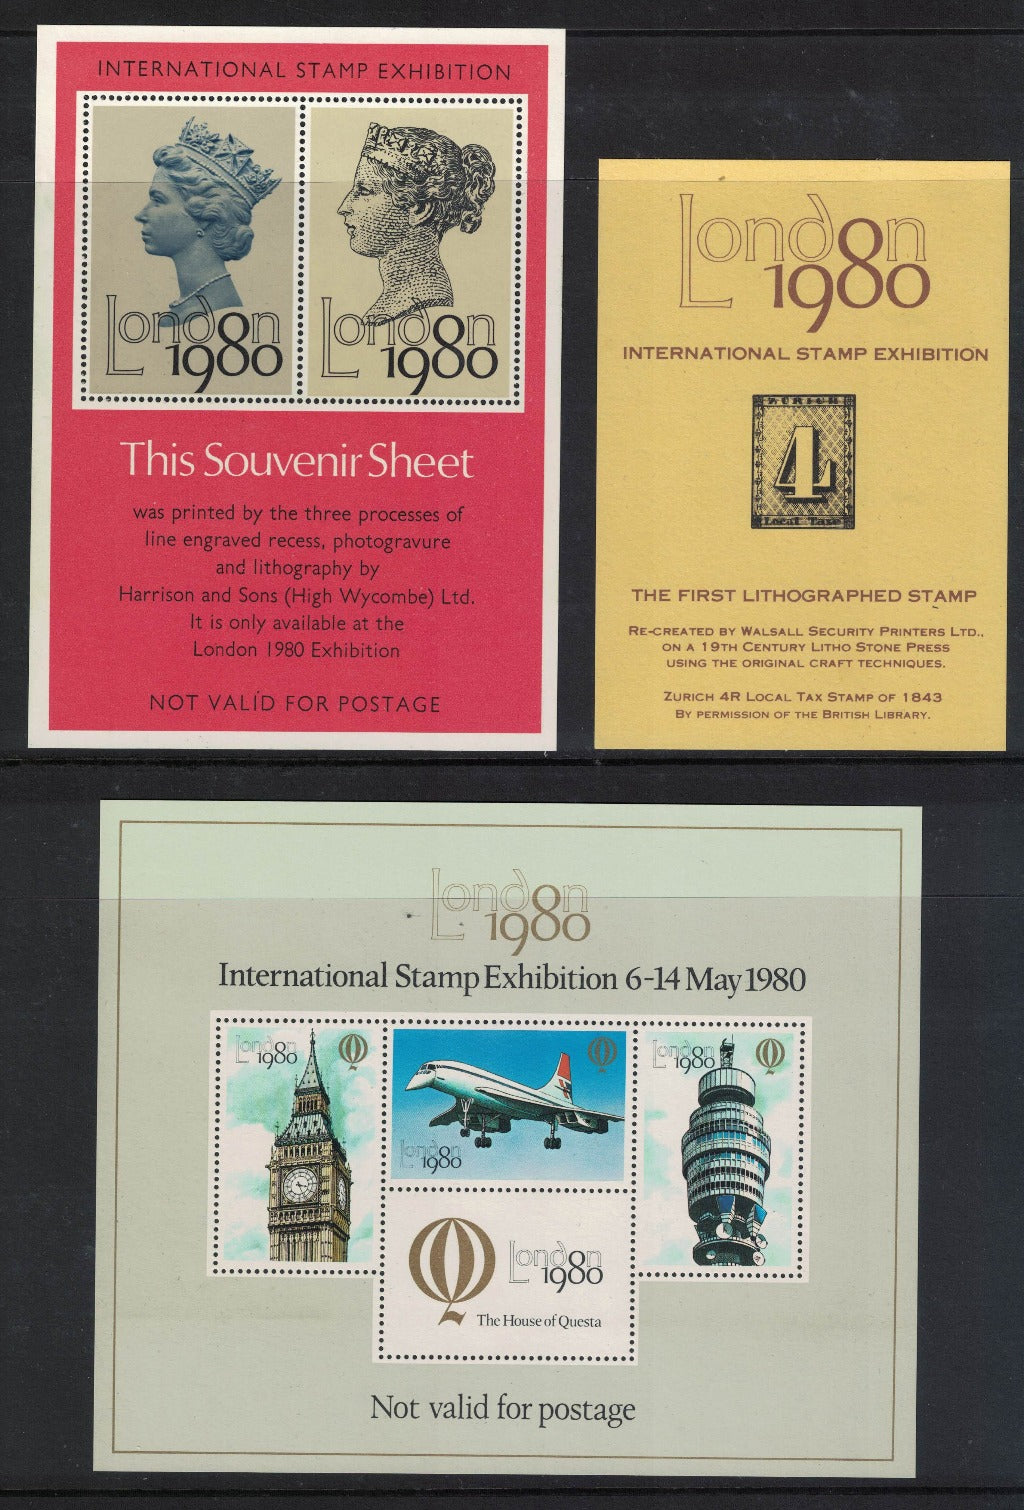 INTERNATIONAL STAMP EXHIBITION
London
1980
London
1980
This Souvenir Sheet
was printed by the three processes of
line engraved recess, photogravure
and lithography by
Harrison and Sons (High Wycombe) Ltd.
It is only available at the
London 1980 Exhibition
NOT VALID FOR POSTAGE
London
1980
INTERNATIONAL STAMP EXHIBITION
ZURICH
4
Local Taxe
THE FIRST LITHOGRAPHED STAMP
RE-CREATED BY WALSALL SECURITY PRINTERS LTD.,
ON A 19TH CENTURY LITHO STONE PRESS
USING THE ORIGINAL CRAFT TECHNIQUES.
ZURICH 4R LOCAL TAX STAMP OF 1843
BY PERMISSION OF THE BRITISH LIBRARY.
London
1980
International Stamp Exhibition 6-14 May 1980
London
1980
London
1980
London
1980
London
1980
The House of Questa
Not valid for postage